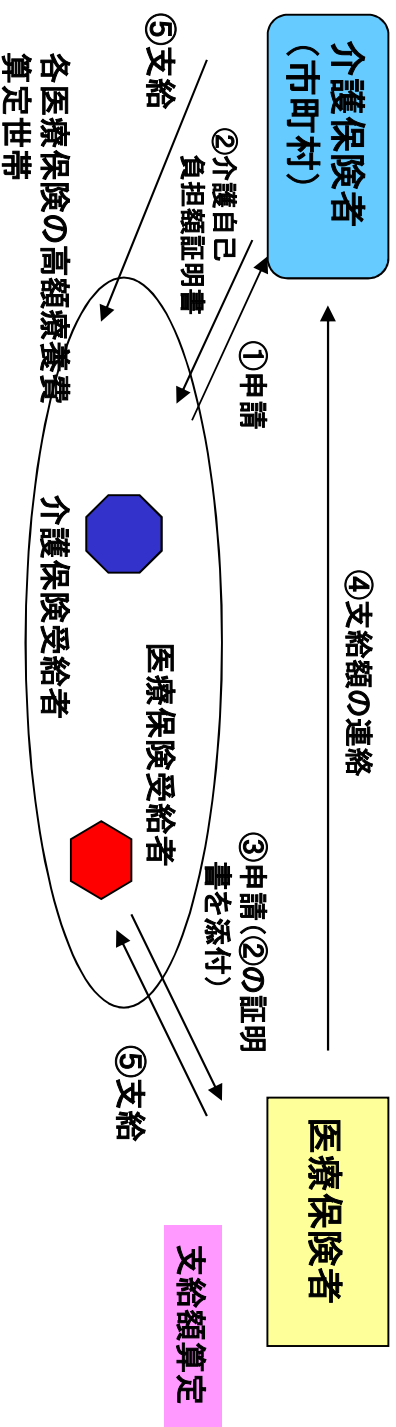 介護保険者
（市町村）
医療保険者
④支給額の連絡
①申請
②介護自己
負担額証明書
③申請（②の証明
書を添付）
⑤支給
⑤支給
支給額算定
医療保険受給者
介護保険受給者
各医療保険の高額療養費
算定世帯